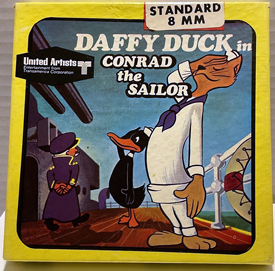 STANDARD
8 MM
DAFFY DUCK in
CONRAD
the
SAILOR
United Artists
Entertainment from
Transamerica Corporation